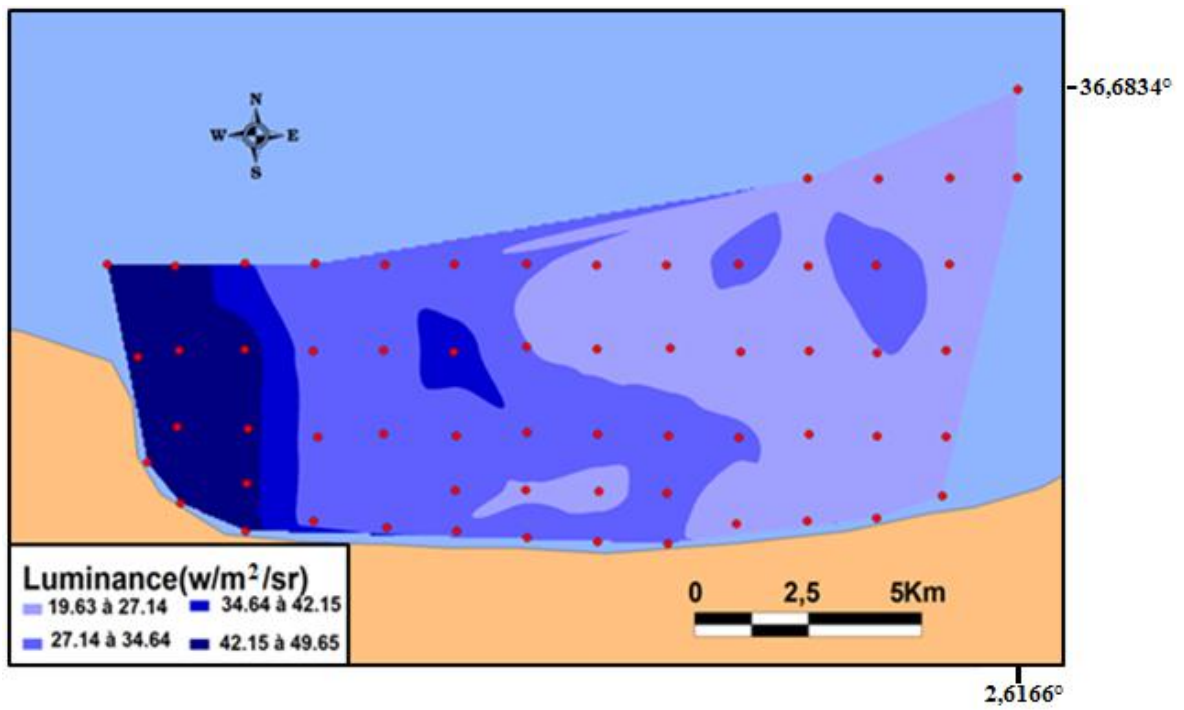 36,6834°
N
W E
S
Luminance(w/m²/sr)
19.63 à 27.14 34.64 à 42.15
27.14 à 34.64 42.15 à 49.65
0 2,5 5Km
2,6166°